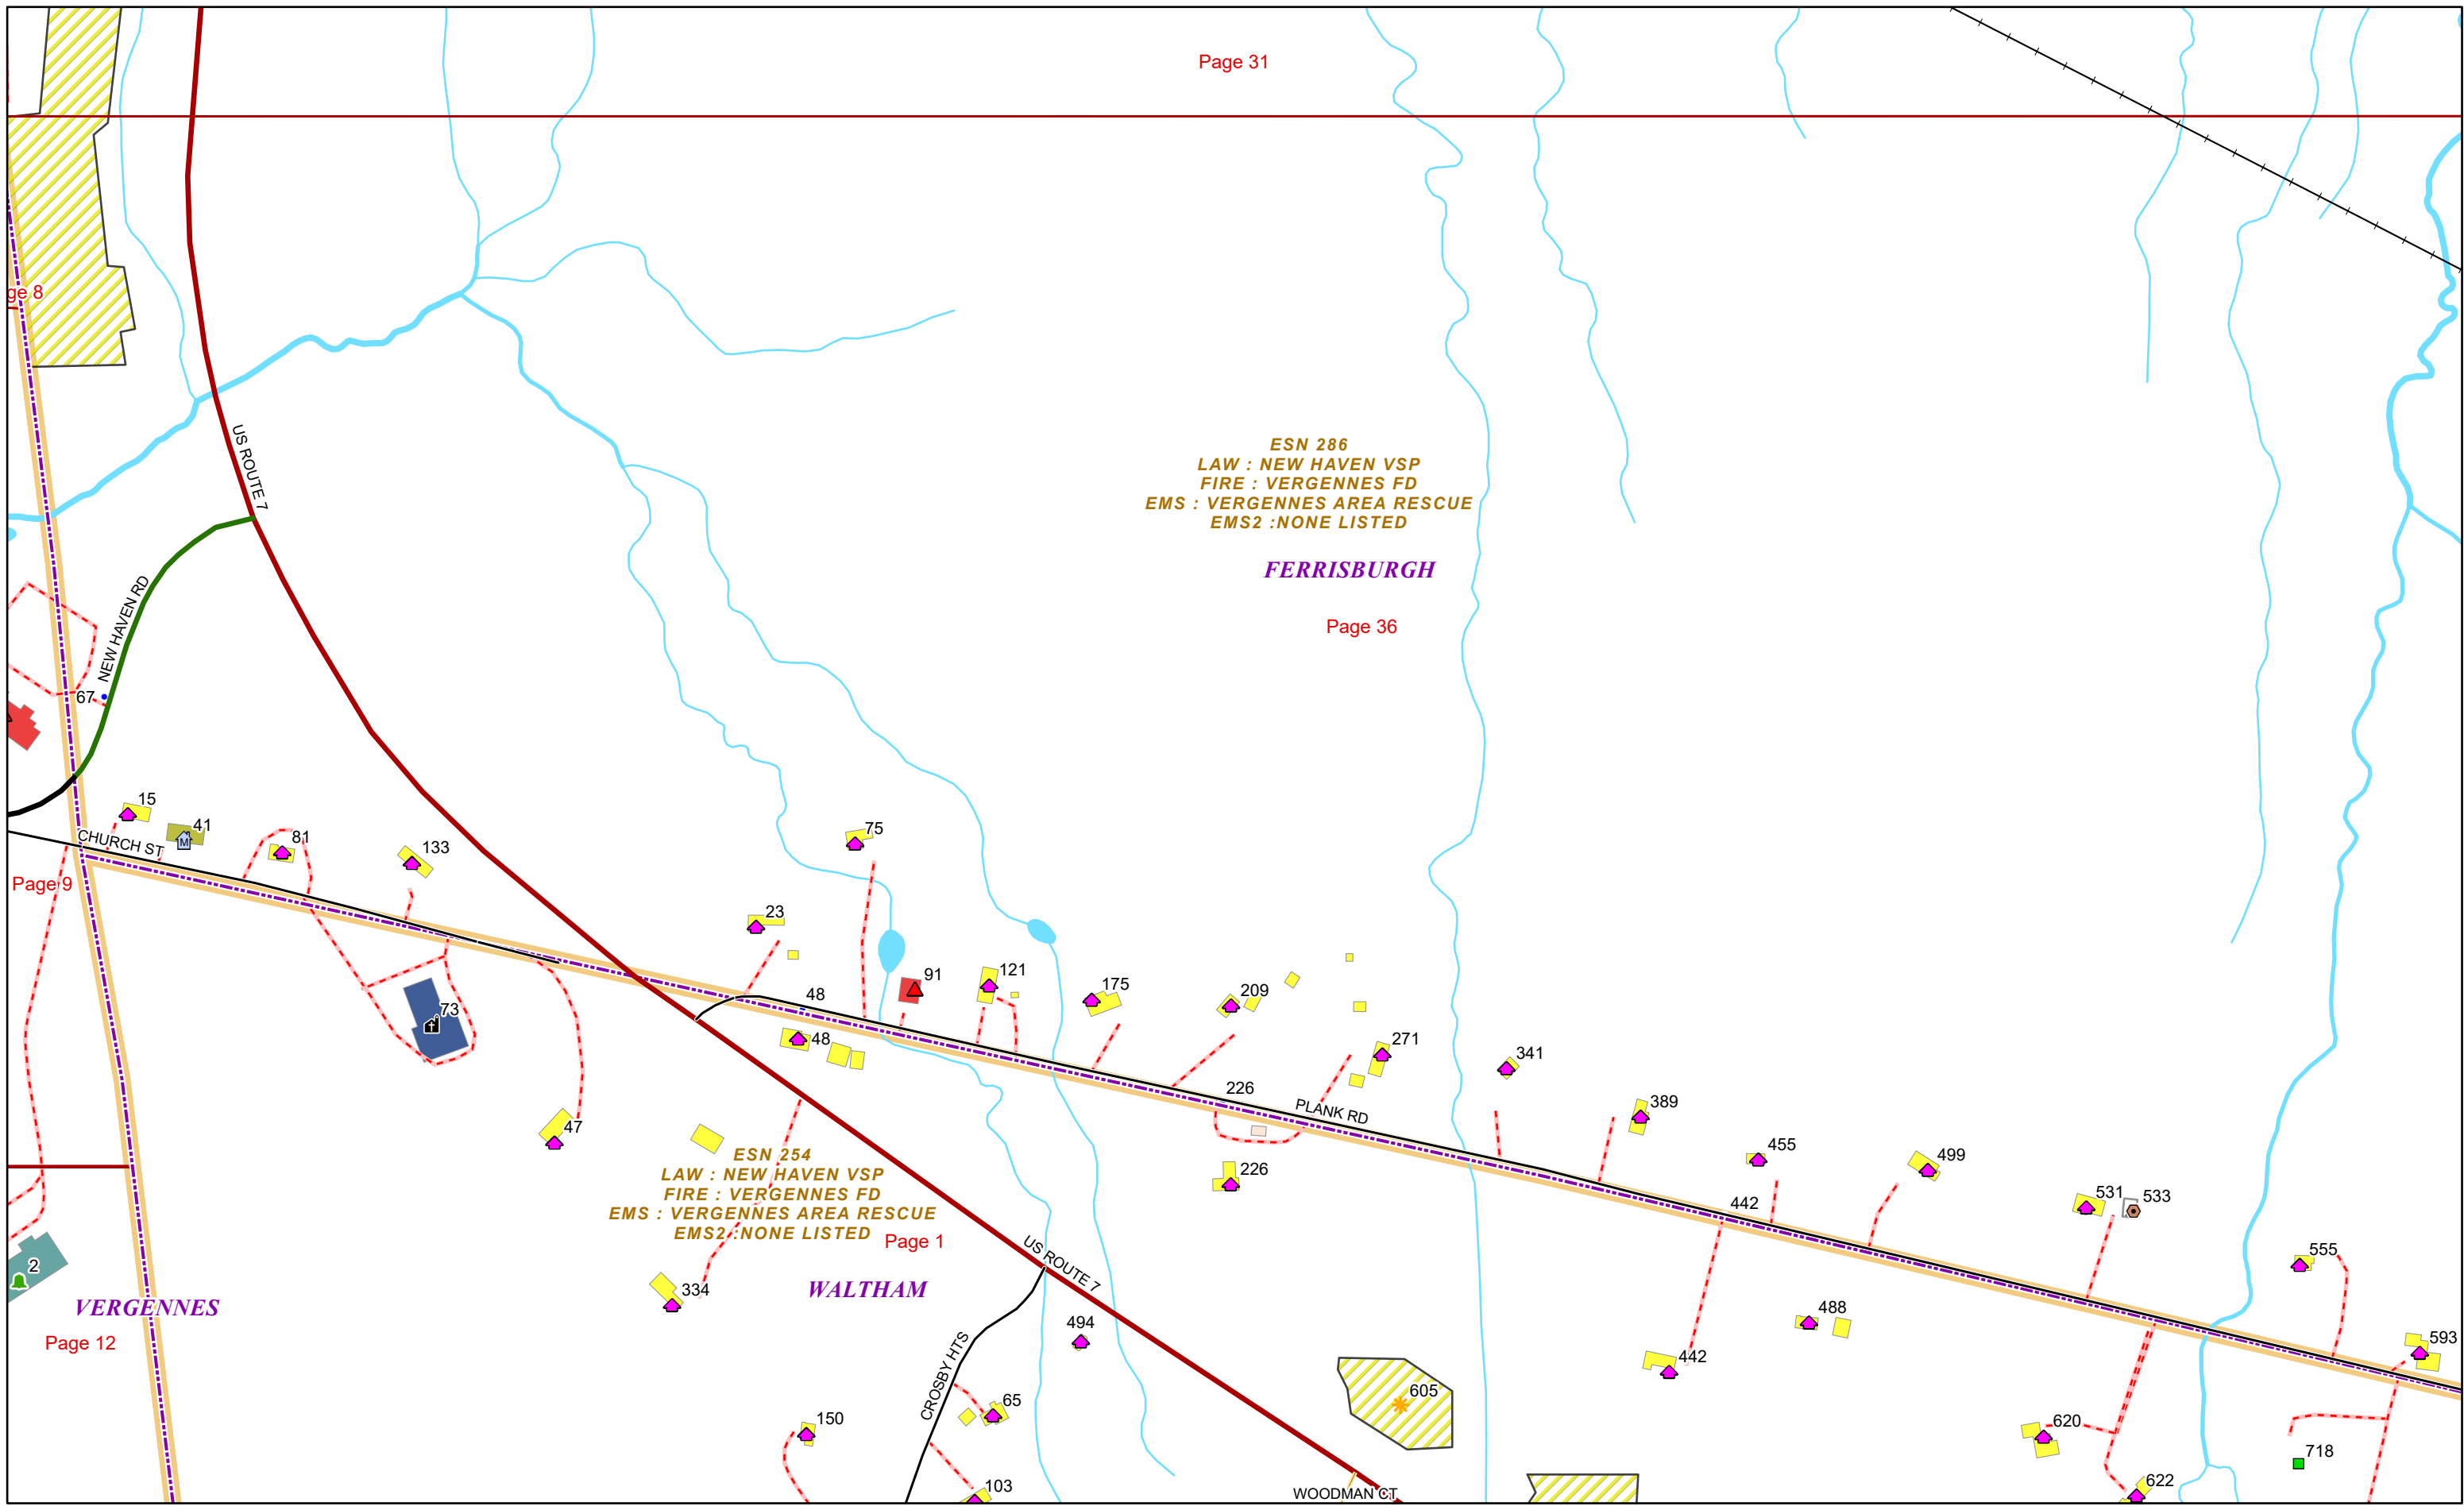 Page 31
ge 8
US ROUTE 7
ESN 286
LAW : NEW HAVEN VSP
FIRE : VERGENNES FD
EMS : VERGENNES AREA RESCUE
EMS2 :NONE LISTED
FERRISBURGH
Page 36
NEW HAVEN RD
67
15
41
M
CHURCH ST
81
133
75
Page 9
23
91
121
175
209
48
73
48
271
341
226
PLANK RD
389
47
455
499
226
531
533
442
ESN 254
LAW : NEW HAVEN VSP
FIRE : VERGENNES FD
EMS : VERGENNES AREA RESCUE
EMS2 :NONE LISTED
Page 1
US ROUTE 7
555
2
334
WALTHAM
VERGENNES
Page 12
494
488
593
CROSBY HTS
442
605
65
150
620
718
103
WOODMAN CT
622